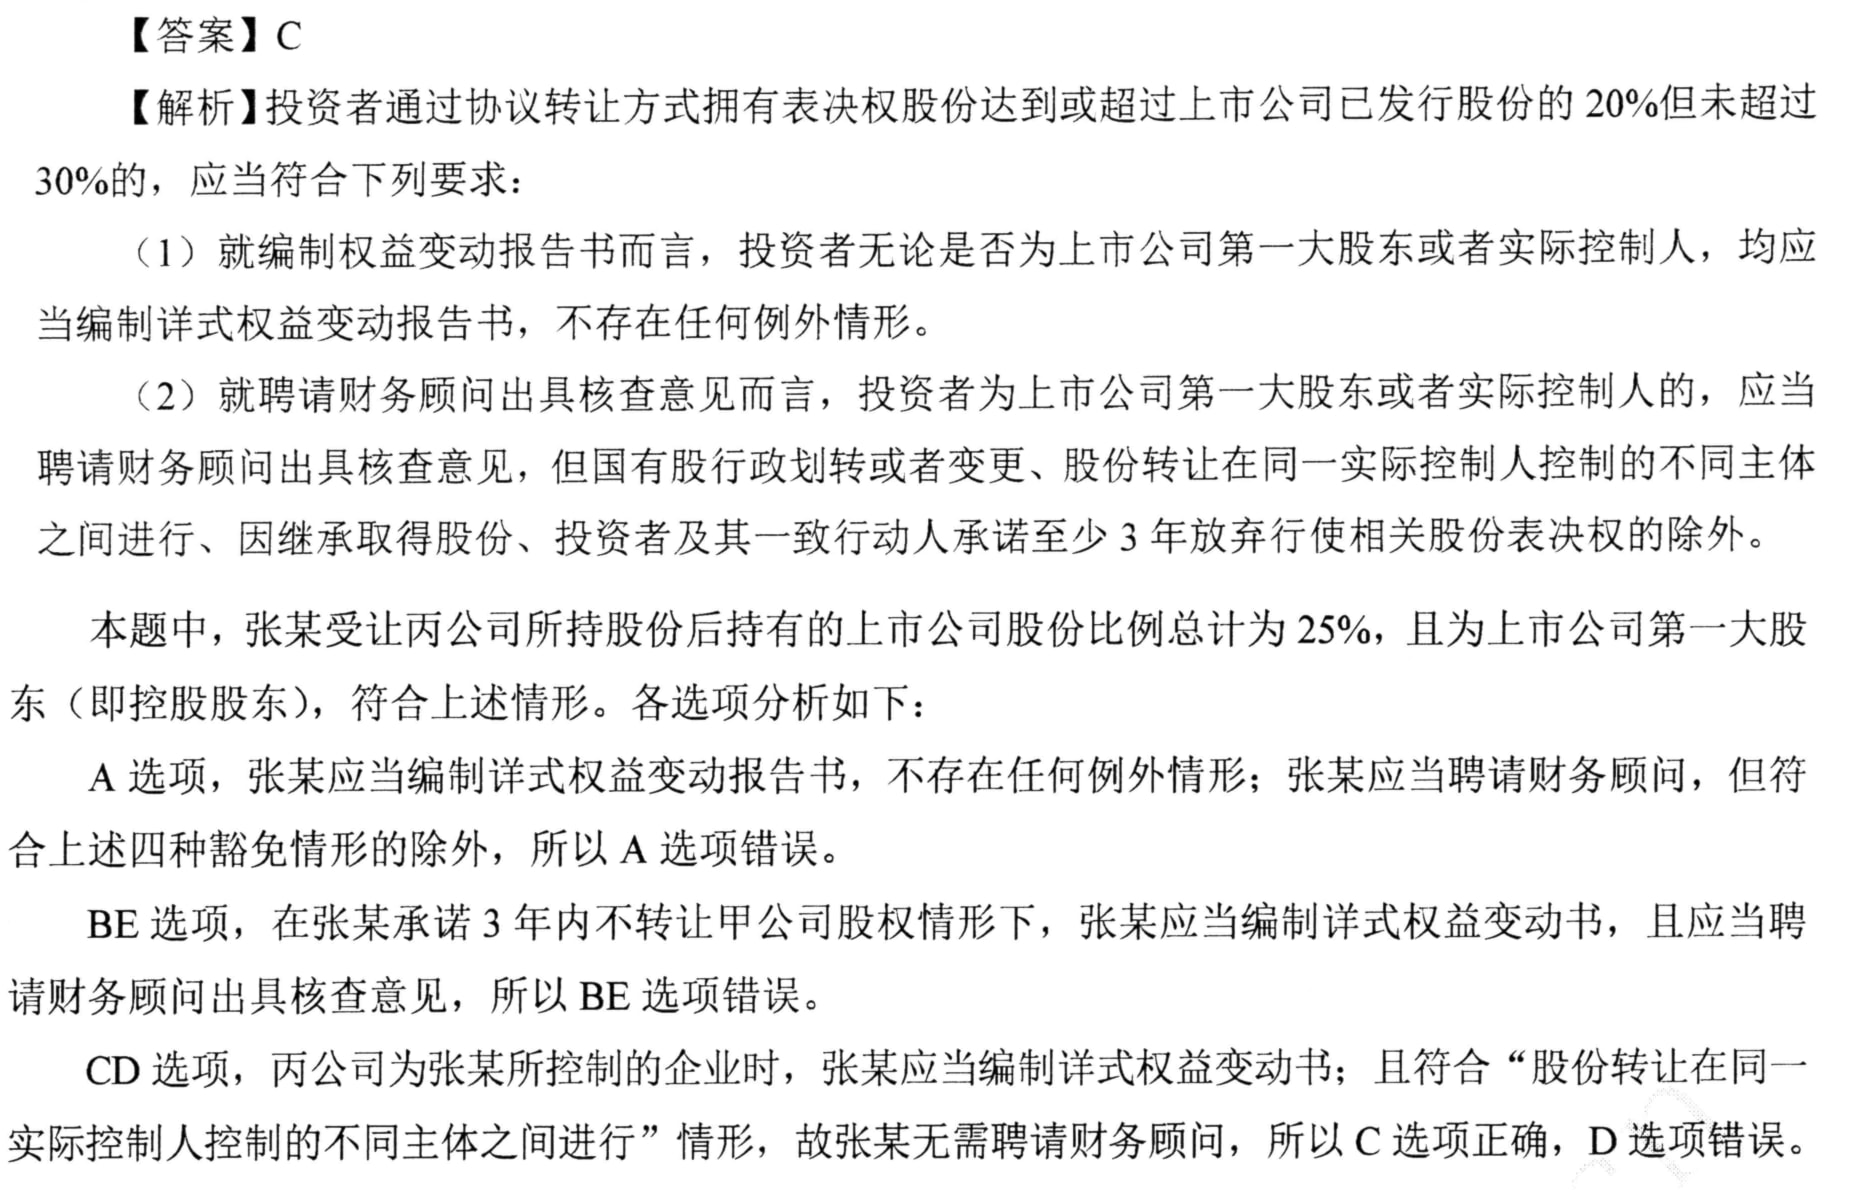 【答案】C
【解析】投资者通过协议转让方式拥有表决权股份达到或超过上市公司已发行股份的 20%但未超过
30%的，应当符合下列要求：
（1）就编制权益变动报告书而言，投资者无论是否为上市公司第一大股东或者实际控制人，均应
当编制详式权益变动报告书，不存在任何例外情形。
（2）就聘请财务顾问出具核查意见而言，投资者为上市公司第一大股东或者实际控制人的，应当
聘请财务顾问出具核查意见，但国有股行政划转或者变更、股份转让在同一实际控制人控制的不同主体
之间进行、因继承取得股份、投资者及其一致行动人承诺至少 3 年放弃行使相关股份表决权的除外。
本题中，张某受让丙公司所持股份后持有的上市公司股份比例总计为 25%，且为上市公司第一大股
东（即控股股东），符合上述情形。各选项分析如下：
A 选项，张某应当编制详式权益变动报告书，不存在任何例外情形；张某应当聘请财务顾问，但符
合上述四种豁免情形的除外，所以 A 选项错误。
BE 选项，在张某承诺 3 年内不转让甲公司股权情形下，张某应当编制详式权益变动书，且应当聘
请财务顾问出具核查意见，所以 BE 选项错误。
CD 选项，丙公司为张某所控制的企业时，张某应当编制详式权益变动书；且符合“股份转让在同一
实际控制人控制的不同主体之间进行”情形，故张某无需聘请财务顾问，所以 C 选项正确，D 选项错误。